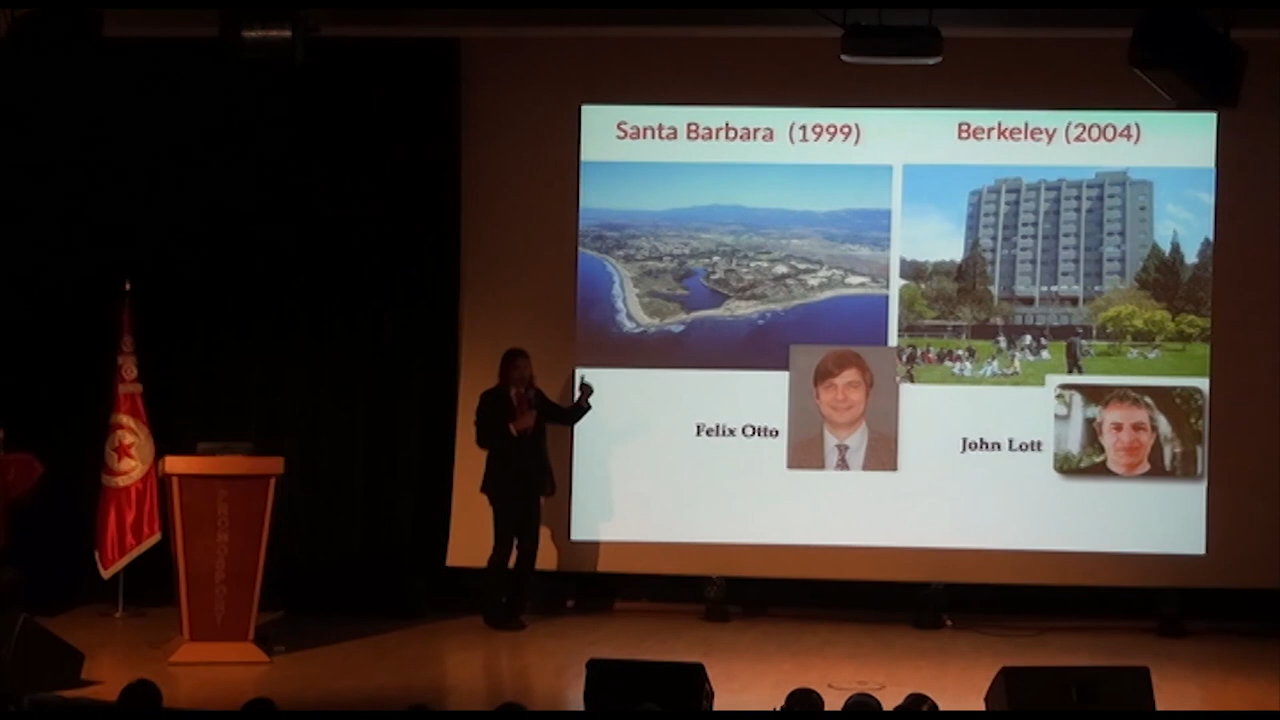 Santa Barbara (1999)
Berkeley (2004)
Felix Otto
John Lott